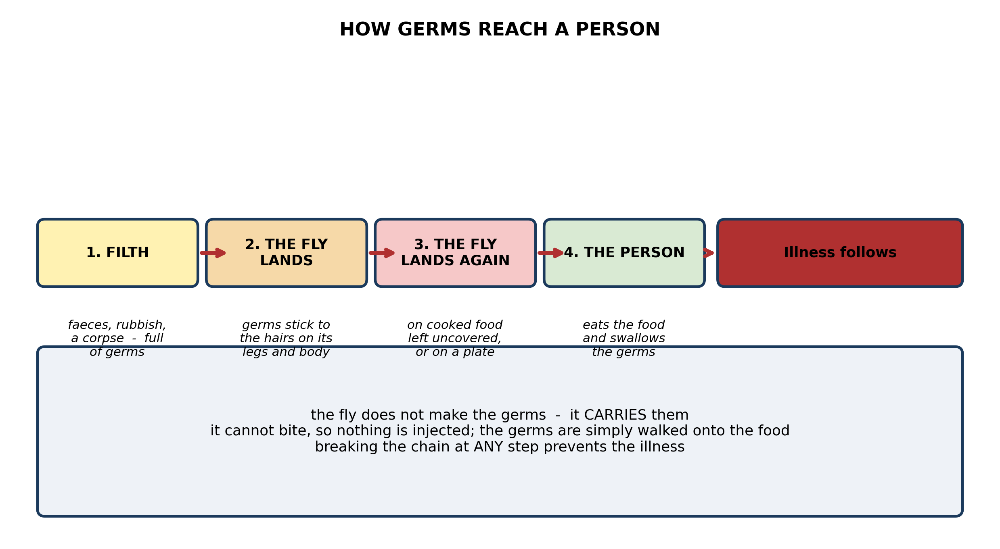 HOW GERMS REACH A PERSON
1. FILTH
2. THE FLY
LANDS
3. THE FLY
LANDS AGAIN
4. THE PERSON
Illness follows
faeces, rubbish,
a corpse  -  full
of germs
germs stick to
the hairs on its
legs and body
on cooked food
left uncovered,
or on a plate
eats the food
and swallows
the germs
the fly does not make the germs  -  it CARRIES them
it cannot bite, so nothing is injected; the germs are simply walked onto the food
breaking the chain at ANY step prevents the illness